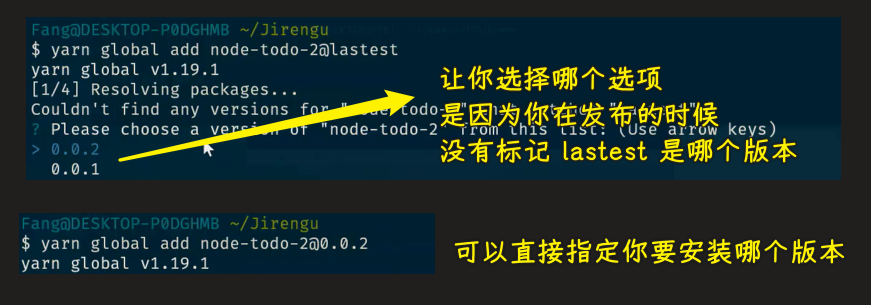 Fang@DESKTOP-P0DGHMB ~/Jirengu
$ yarn global add node-todo-2@lastest
yarn global v1.19.1
[1/4] Resolving packages...
Couldn't find any versions for "node-todo-
? Please choose a version of "node-todo-2" from this list: (Use arrow keys)
> 0.0.2
0.0.1
让你选择哪个选项
是因为你在发布的时候
没有标记 lastest 是哪个版本
Fang@DESKTOP-P0DGHMB ~/Jirengu
$ yarn global add node-todo-2@0.0.2
yarn global v1.19.1
可以直接指定你要安装哪个版本